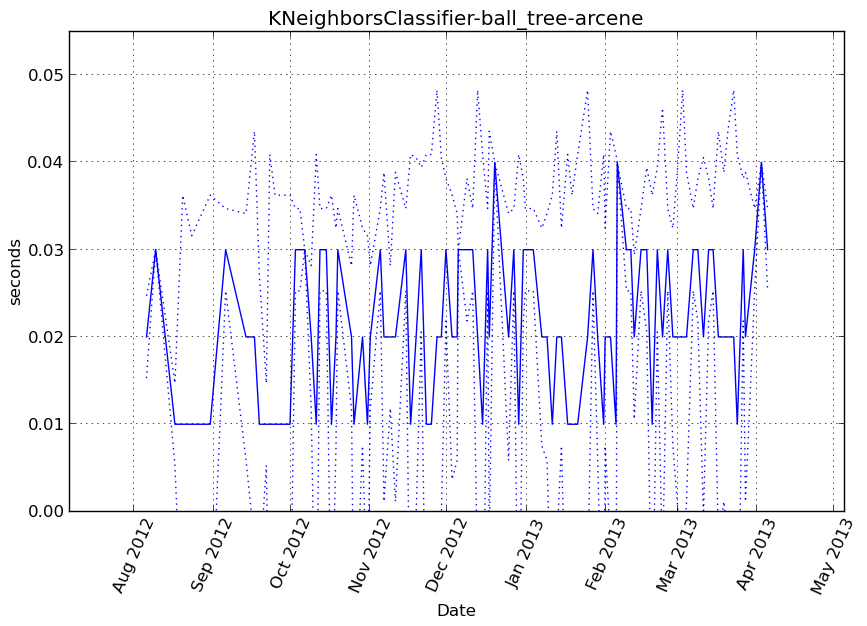 KNeighborsClassifier-ball_tree-arcene
0.05
0.04
0.03
0.02
0.01
0.00
seconds
Aug 2012
Sep 2012
Oct 2012
Nov 2012
Dec 2012
Jan 2013
Feb 2013
Mar 2013
Apr 2013
May 2013
Date